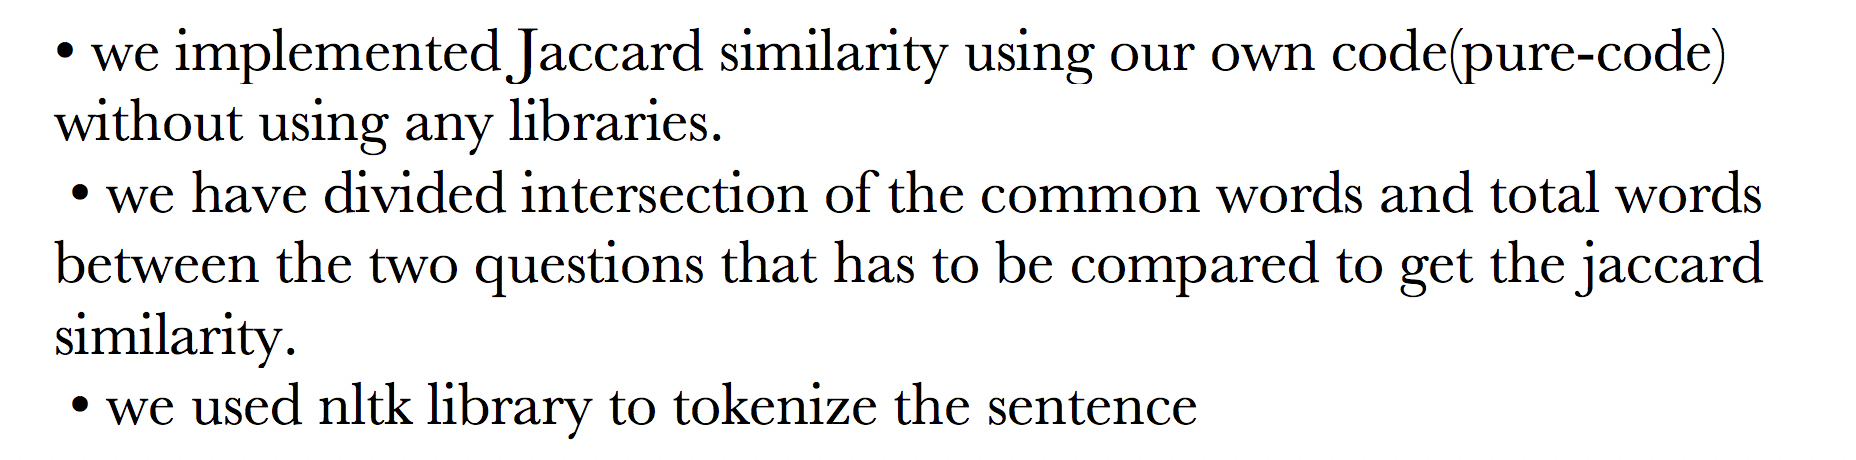 • we implemented Jaccard similarity using our own code(pure-code)
without using any libraries.
• we have divided intersection of the common words and total words
between the two questions that has to be compared to get the jaccard
similarity.
• we used nltk library to tokenize the sentence